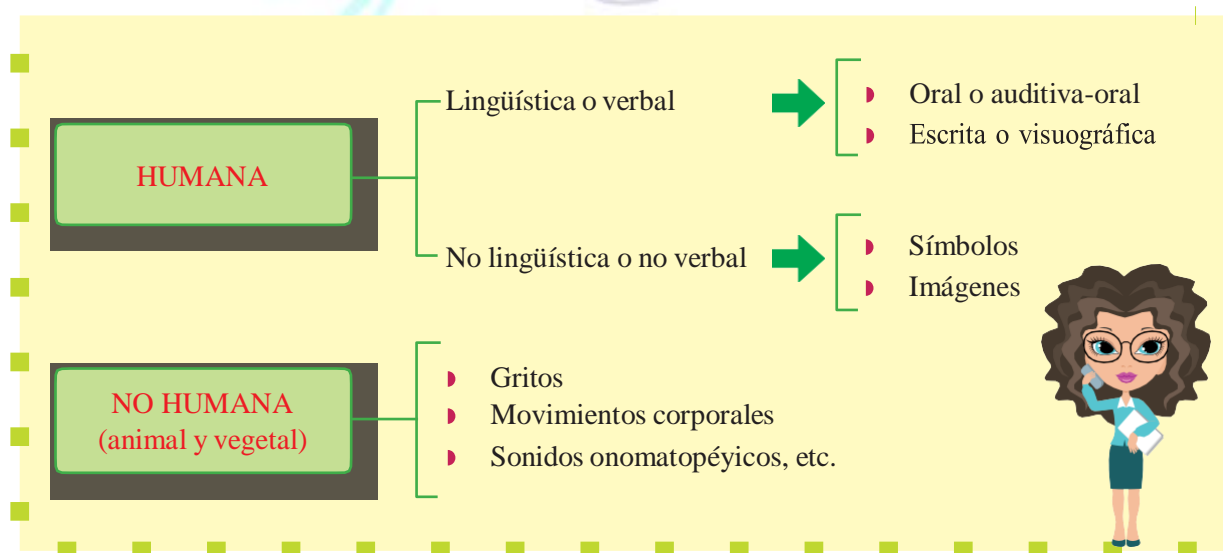 HUMANA
Lingüística o verbal
Oral o auditiva-oral
Escrita o visuográfica
No lingüística o no verbal
Símbolos
Imágenes
NO HUMANA
(animal y vegetal)
Gritos
Movimientos corporales
Sonidos onomatopéyicos, etc.